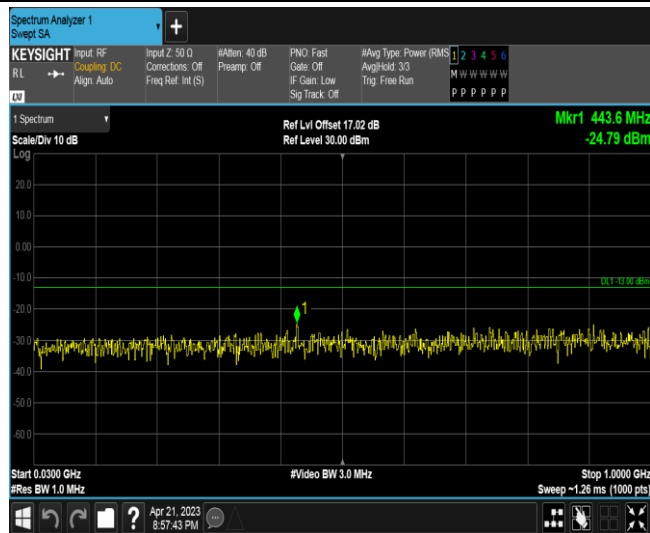 Spectrum Analyzer 1
Swept SA
+
KEYSIGHT
RL
LXI
Input: RF
Coupling: DC
Align: Auto
Input Z: 50 Ω
Corrections: Off
Freq Ref: Int (S)
#Atten: 40 dB
Preamp: Off
PNO: Fast
Gate: Off
IF Gain: Low
Sig Track: Off
#Avg Type: Power (RMS
Avg|Hold: 3/3
Trig: Free Run
1 2 3 4 5 6
M W W W W W
P P P P P P
1 Spectrum
Scale/Div 10 dB
Log
Ref Lvl Offset 17.02 dB
Ref Level 30.00 dBm
Mkr1 443.6 MHz
-24.79 dBm
20.0
10.0
0.00
-10.0
DL1 -13.00 dBm
-20.0
1
-30.0
-40.0
-50.0
-60.0
Start 0.0300 GHz
#Res BW 1.0 MHz
#Video BW 3.0 MHz
Stop 1.0000 GHz
Sweep ~1.26 ms (1000 pts)
?
Apr 21, 2023
8:57:43 PM